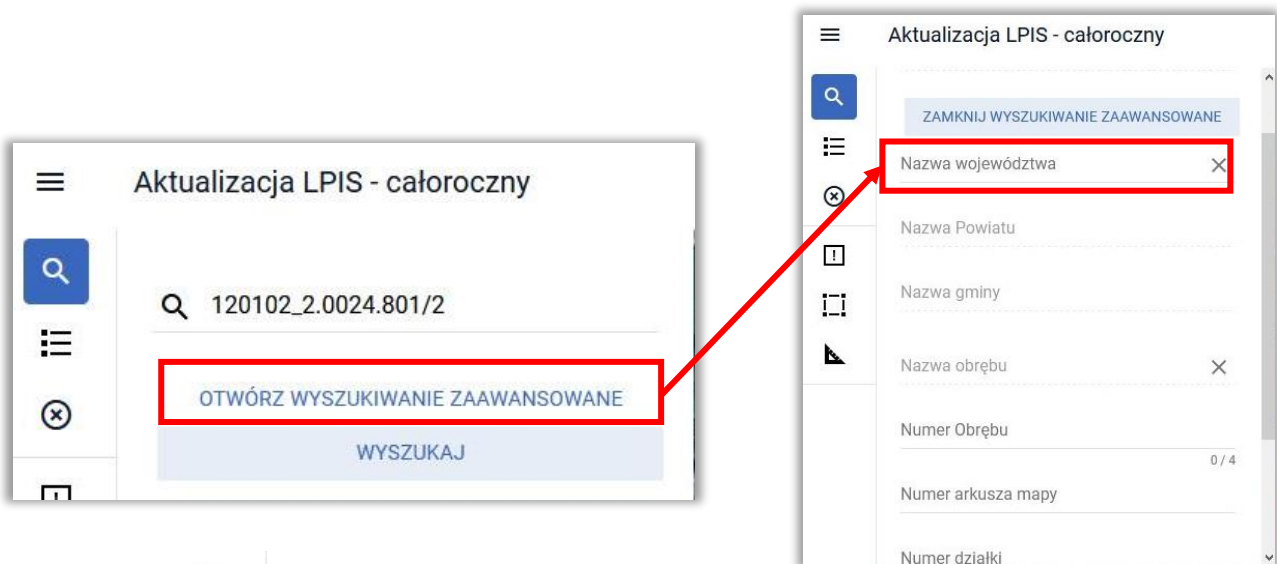 Aktualizacja LPIS - całoroczny
120102_2.0024.801/2
OTWÓRZ WYSZUKIWANIE ZAAWANSOWANE
WYSZUKAJ
Aktualizacja LPIS - całoroczny
ZAMKNIJ WYSZUKIWANIE ZAAWANSOWANE
Nazwa województwa
Nazwa Powiatu
Nazwa gminy
Nazwa obrębu
Numer Obrębu
0 / 4
Numer arkusza mapy
Numer działki